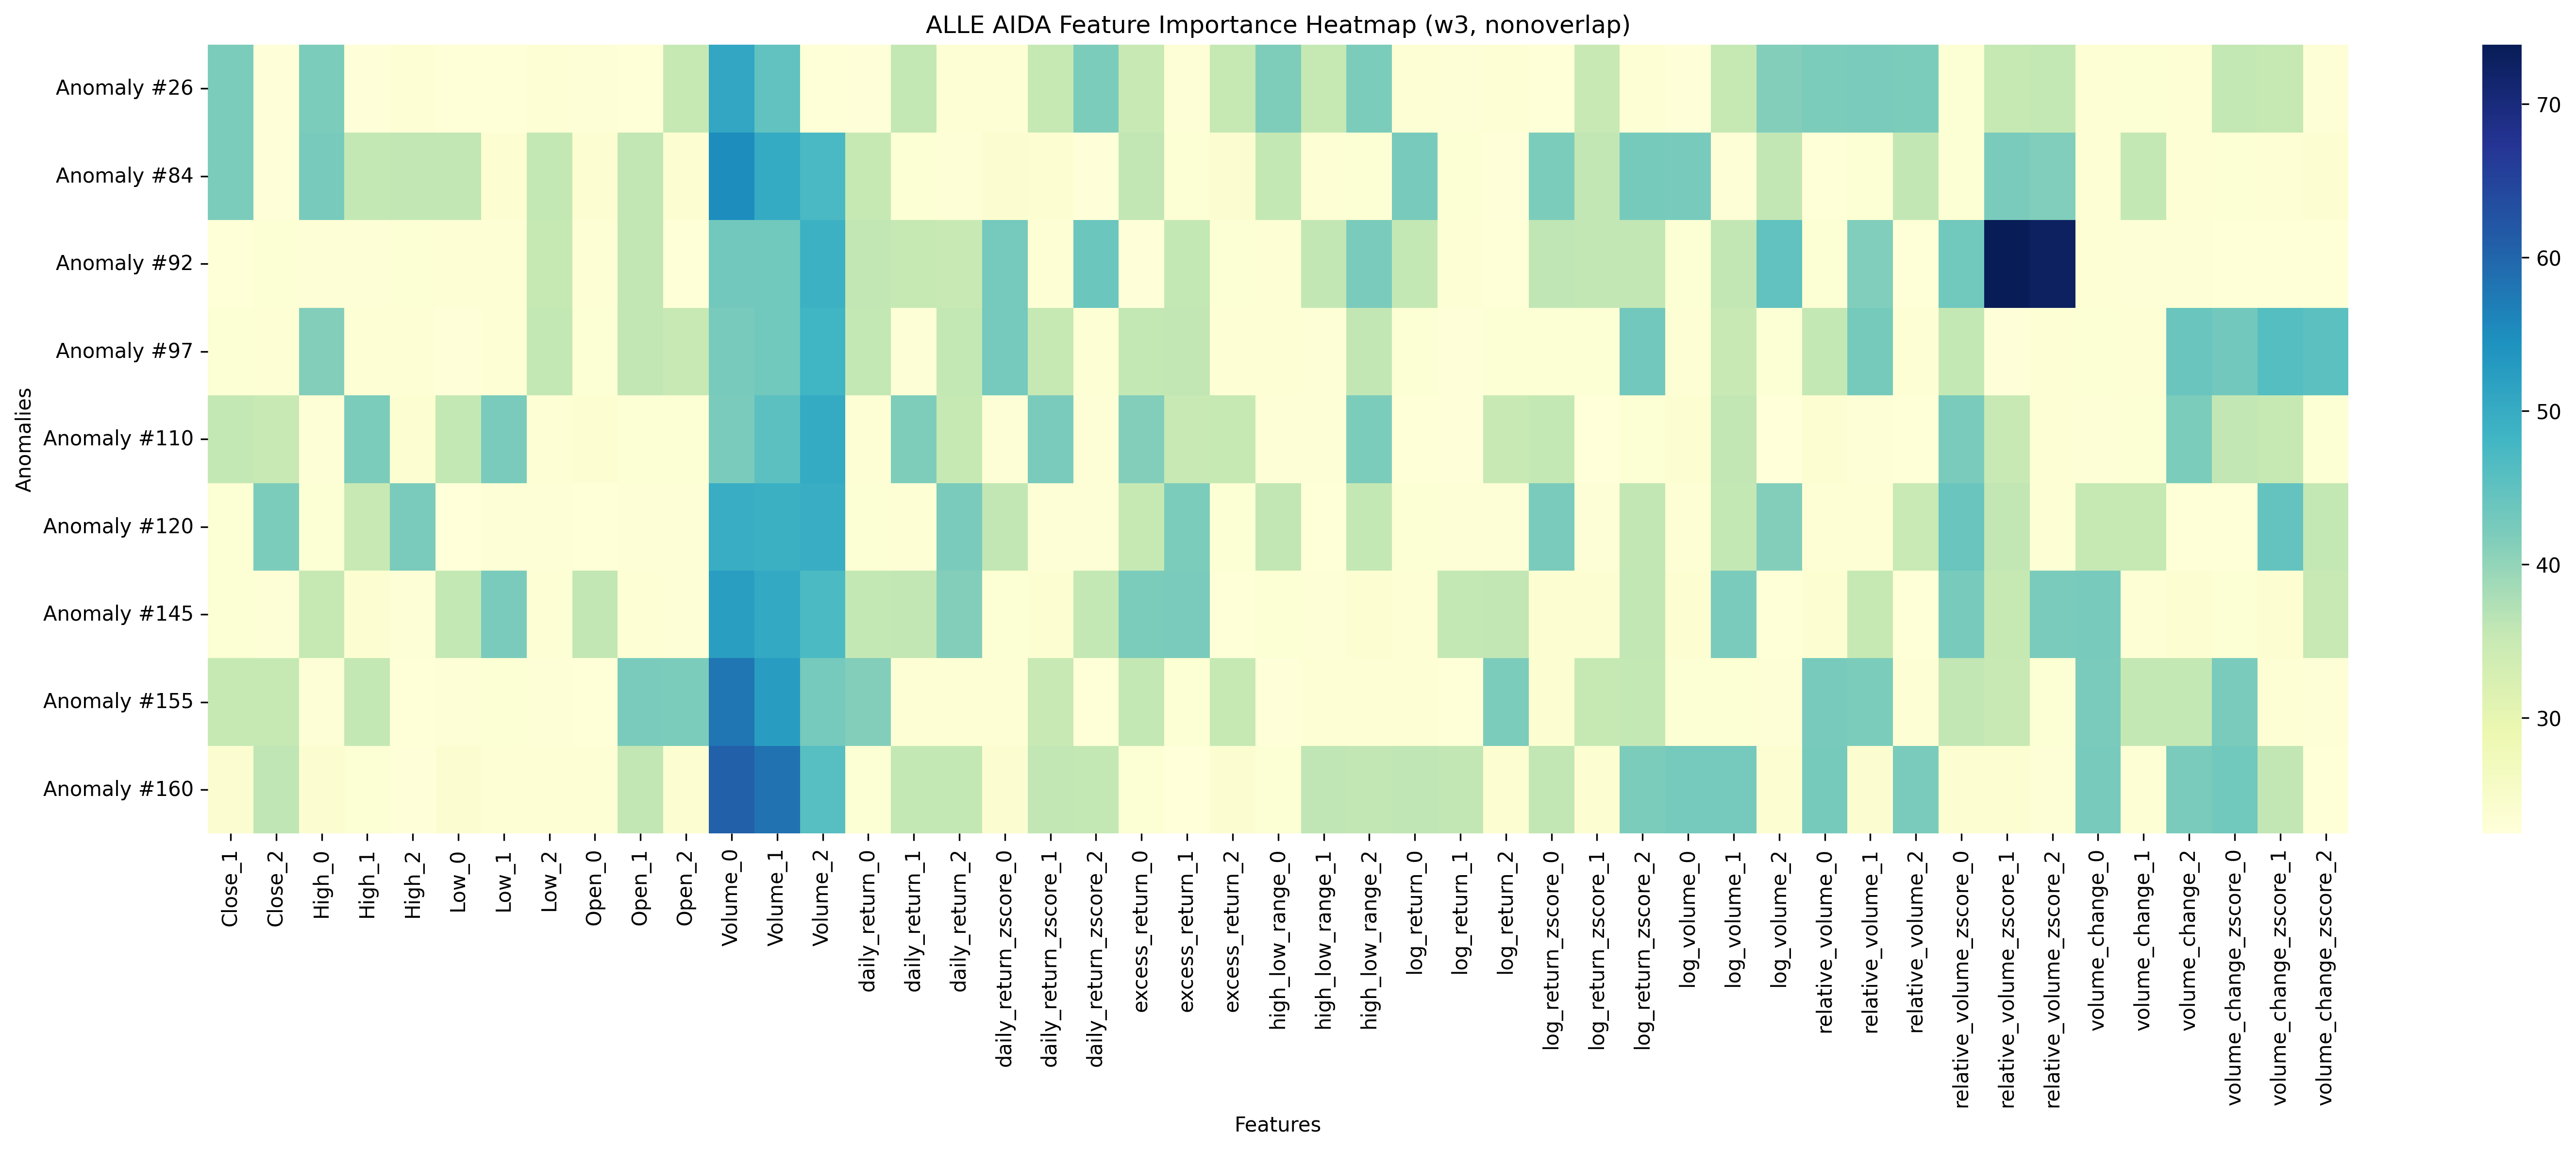 ALLE AIDA Feature Importance Heatmap (w3, nonoverlap)
Anomalies
Anomaly #26
Anomaly #84
Anomaly #92
Anomaly #97
Anomaly #110
Anomaly #120
Anomaly #145
Anomaly #155
Anomaly #160
70
60
50
40
30
Close_1
Close_2
High_0
High_1
High_2
Low_0
Low_1
Low_2
Open_0
Open_1
Open_2
Volume_0
Volume_1
Volume_2
daily_return_0
daily_return_1
daily_return_2
daily_return_zscore_0
daily_return_zscore_1
daily_return_zscore_2
excess_return_0
excess_return_1
excess_return_2
high_low_range_0
high_low_range_1
high_low_range_2
log_return_0
log_return_1
log_return_2
log_return_zscore_0
log_return_zscore_1
log_return_zscore_2
log_volume_0
log_volume_1
log_volume_2
relative_volume_0
relative_volume_1
relative_volume_2
relative_volume_zscore_0
relative_volume_zscore_1
relative_volume_zscore_2
volume_change_0
volume_change_1
volume_change_2
volume_change_zscore_0
volume_change_zscore_1
volume_change_zscore_2
Features